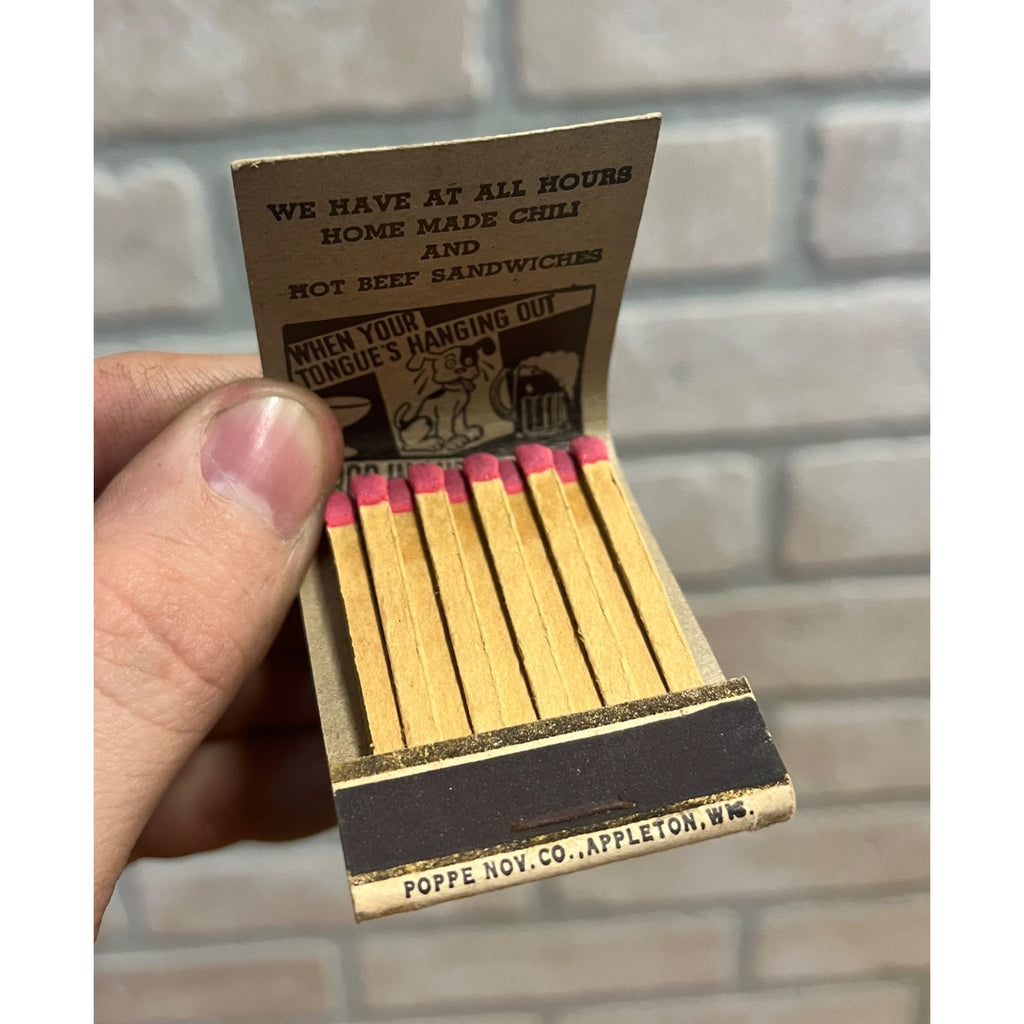 WE HAVE AT ALL HOURS
HOME MADE CHILI
AND
HOT BEEF SANDWICHES
WHEN YOUR
TONGUE'S HANGING OUT
POPPE NOV. CO., APPLETON, WIS.